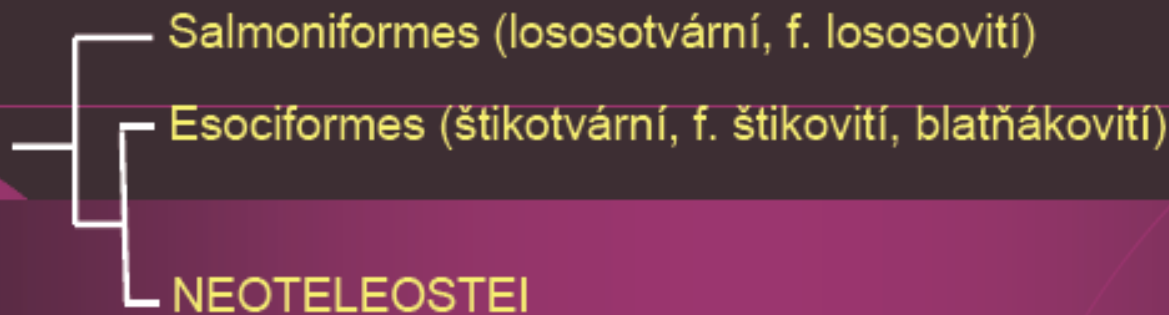 Salmoniformes (lososotvární, f. lososovití)
Esociformes (štikotvární, f. štikovití, blatňákovití)
NEOTELEOSTEI